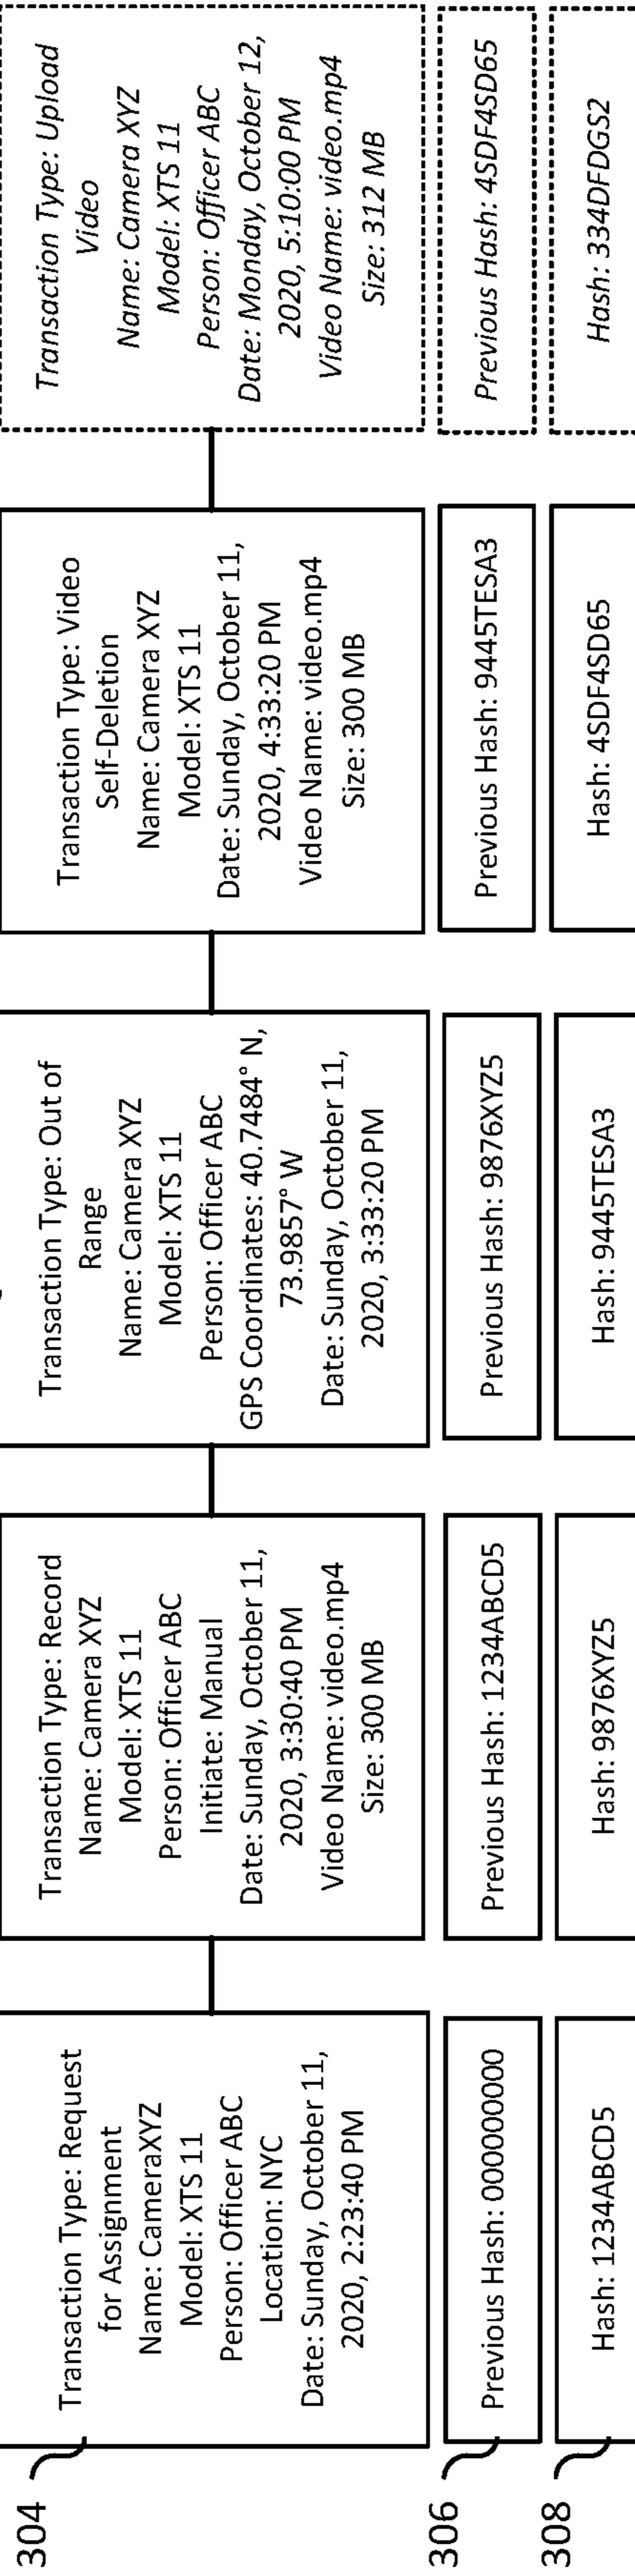 304
Transaction Type: Request
for Assignment
Name: CameraXYZ
Model: XTS 11
Person: Officer ABC
Location: NYC
Date: Sunday, October 11,
2020, 2:23:40 PM
Transaction Type: Record
Name: Camera XYZ
Model: XTS 11
Person: Officer ABC
Initiate: Manual
Date: Sunday, October 11,
2020, 3:30:40 PM
Video Name: video.mp4
Size: 300 MB
Transaction Type: Out of
Range
Name: Camera XYZ
Model: XTS 11
Person: Officer ABC
GPS Coordinates: 40.7484° N,
73.9857° W
Date: Sunday, October 11,
2020, 3:33:20 PM
Transaction Type: Video
Self-Deletion
Name: Camera XYZ
Model: XTS 11
Date: Sunday, October 11,
2020, 4:33:20 PM
Video Name: video.mp4
Size: 300 MB
Transaction Type: Upload
Video
Name: Camera XYZ
Model: XTS 11
Person: Officer ABC
Date: Monday, October 12,
2020, 5:10:00 PM
Video Name: video.mp4
Size: 312 MB
306
Previous Hash: 000000000
Previous Hash: 1234ABCD5
Previous Hash: 9876XYZ5
Previous Hash: 9445TESA3
Previous Hash: 4SDF4SD65
308
Hash: 1234ABCD5
Hash: 9876XYZ5
Hash: 9445TESA3
Hash: 4SDF4SD65
Hash: 334DFDGS2